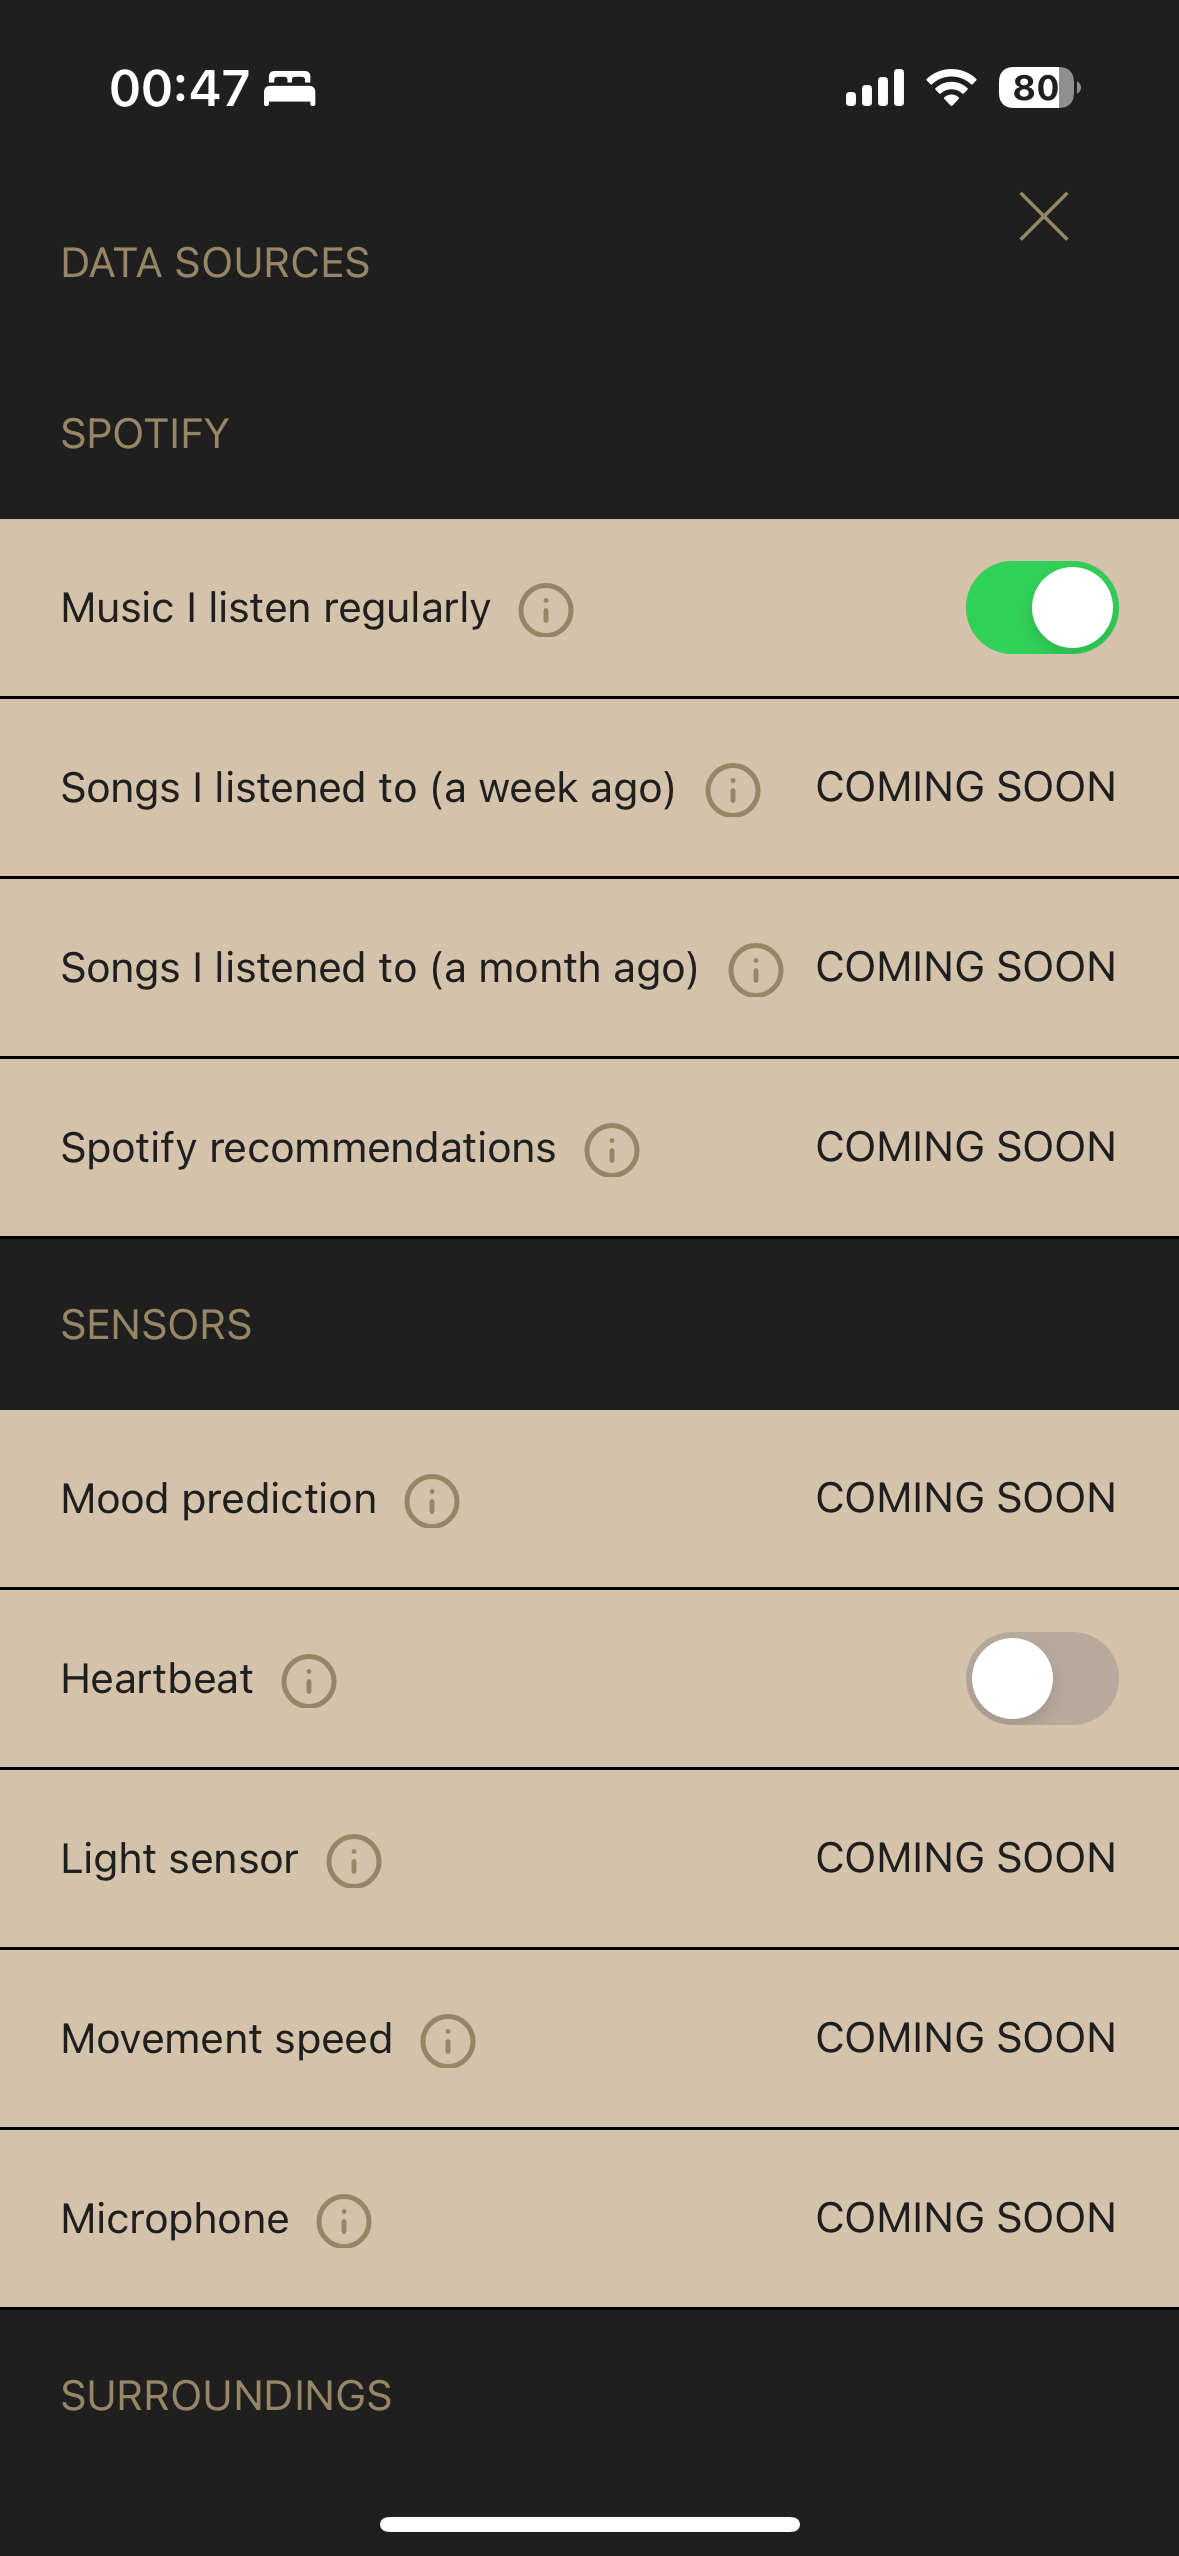 00:47
80
DATA SOURCES
SPOTIFY
Music I listen regularly
Songs I listened to (a week ago) COMING SOON
Songs I listened to (a month ago) COMING SOON
Spotify recommendations COMING SOON
SENSORS
Mood prediction COMING SOON
Heartbeat
Light sensor COMING SOON
Movement speed COMING SOON
Microphone COMING SOON
SURROUNDINGS